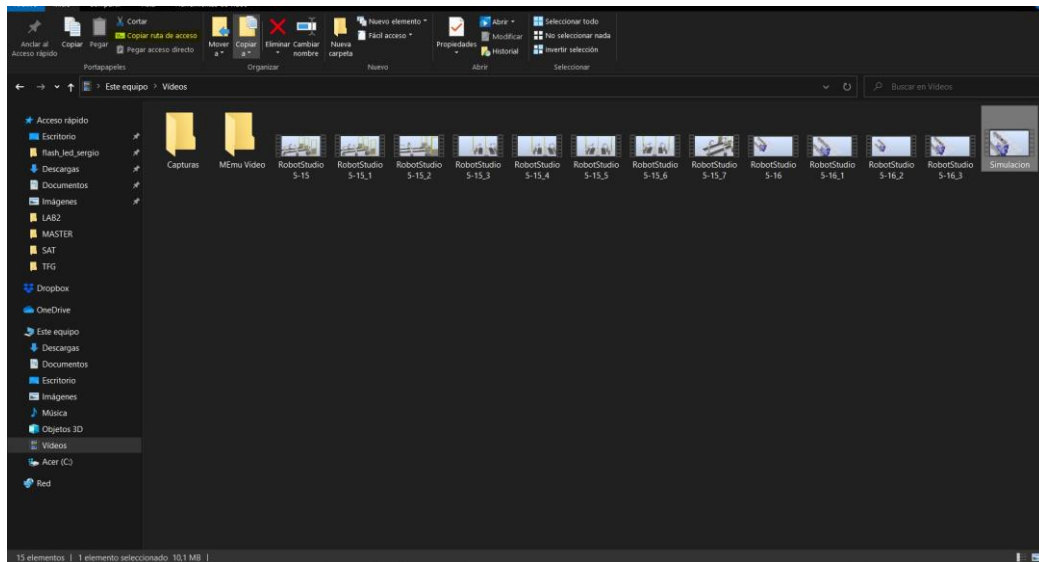 Cortar
Copiar ruta de acceso
Pegar acceso directo
Anclar al
Acceso rápido
Copiar
Pegar
Portapapeles
Mover
a
Copiar
a
Eliminar
Cambiar
nombre
Organizar
Nueva
carpeta
Nuevo elemento
Fácil acceso
Nuevo
Propiedades
Abrir
Modificar
Historial
Abrir
Seleccionar todo
No seleccionar nada
Invertir selección
Seleccionar
Este equipo > Vídeos
Buscar en Vídeos
Acceso rápido
Escritorio
flash_led_sergio
Descargas
Documentos
Imágenes
LAB2
MASTER
SAT
TFG
Dropbox
OneDrive
Este equipo
Descargas
Documentos
Escritorio
Imágenes
Música
Objetos 3D
Vídeos
Acer (C:)
Red
Capturas
MEmu Video
RobotStudio
5-15
RobotStudio
5-15_1
RobotStudio
5-15_2
RobotStudio
5-15_3
RobotStudio
5-15_4
RobotStudio
5-15_5
RobotStudio
5-15_6
RobotStudio
5-15_7
RobotStudio
5-16
RobotStudio
5-16_1
RobotStudio
5-16_2
RobotStudio
5-16_3
Simulacion
15 elementos | 1 elemento seleccionado 10,1 MB |